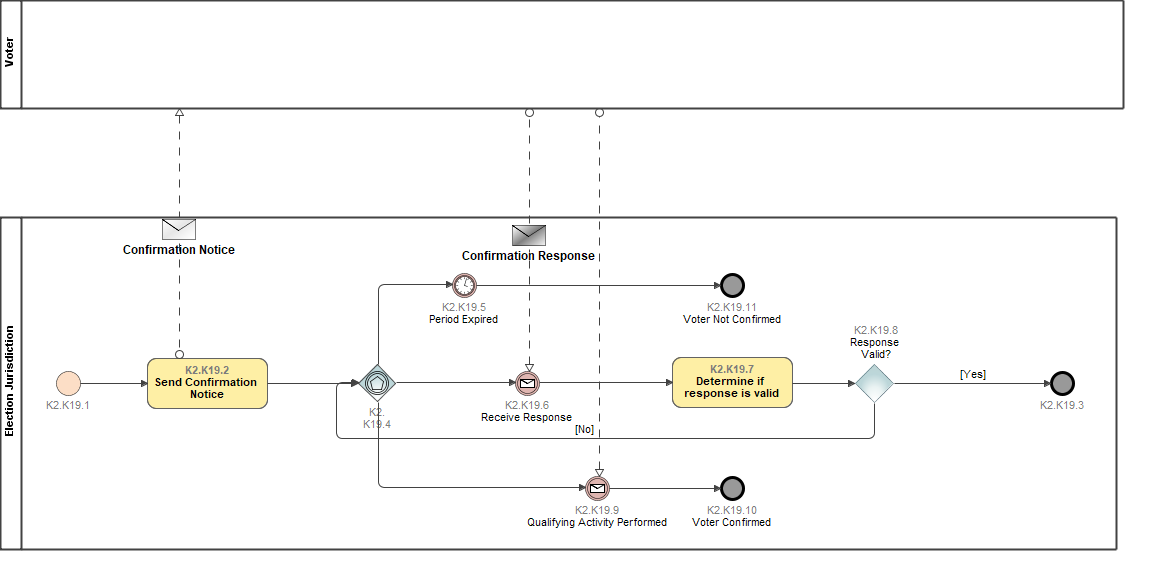 Voter
Confirmation Notice
Confirmation Response
Election Jurisdiction
K2.K19.5
Period Expired
K2.K19.11
Voter Not Confirmed
K2.K19.8
Response
Valid?
K2.K19.1
K2.K19.2
Send Confirmation
Notice
K2.
K19.4
K2.K19.6
Receive Response
K2.K19.7
Determine if
response is valid
[Yes]
K2.K19.3
[No]
K2.K19.9
Qualifying Activity Performed
K2.K19.10
Voter Confirmed